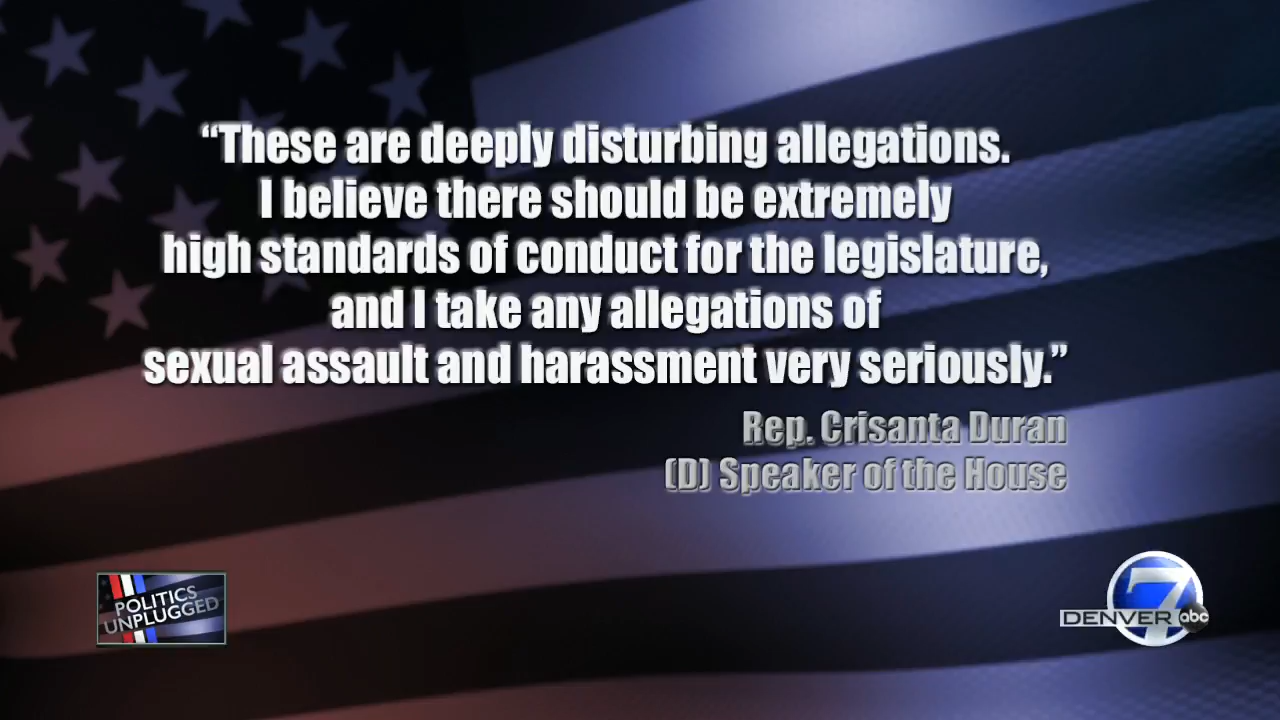 “These are deeply disturbing allegations.
I believe there should be extremely
high standards of conduct for the legislature,
and I take any allegations of
sexual assault and harassment very seriously.”
Rep. Crisanta Duran
(D) Speaker of the House
POLITICS
UNPLUGGED
7
DENVER abc